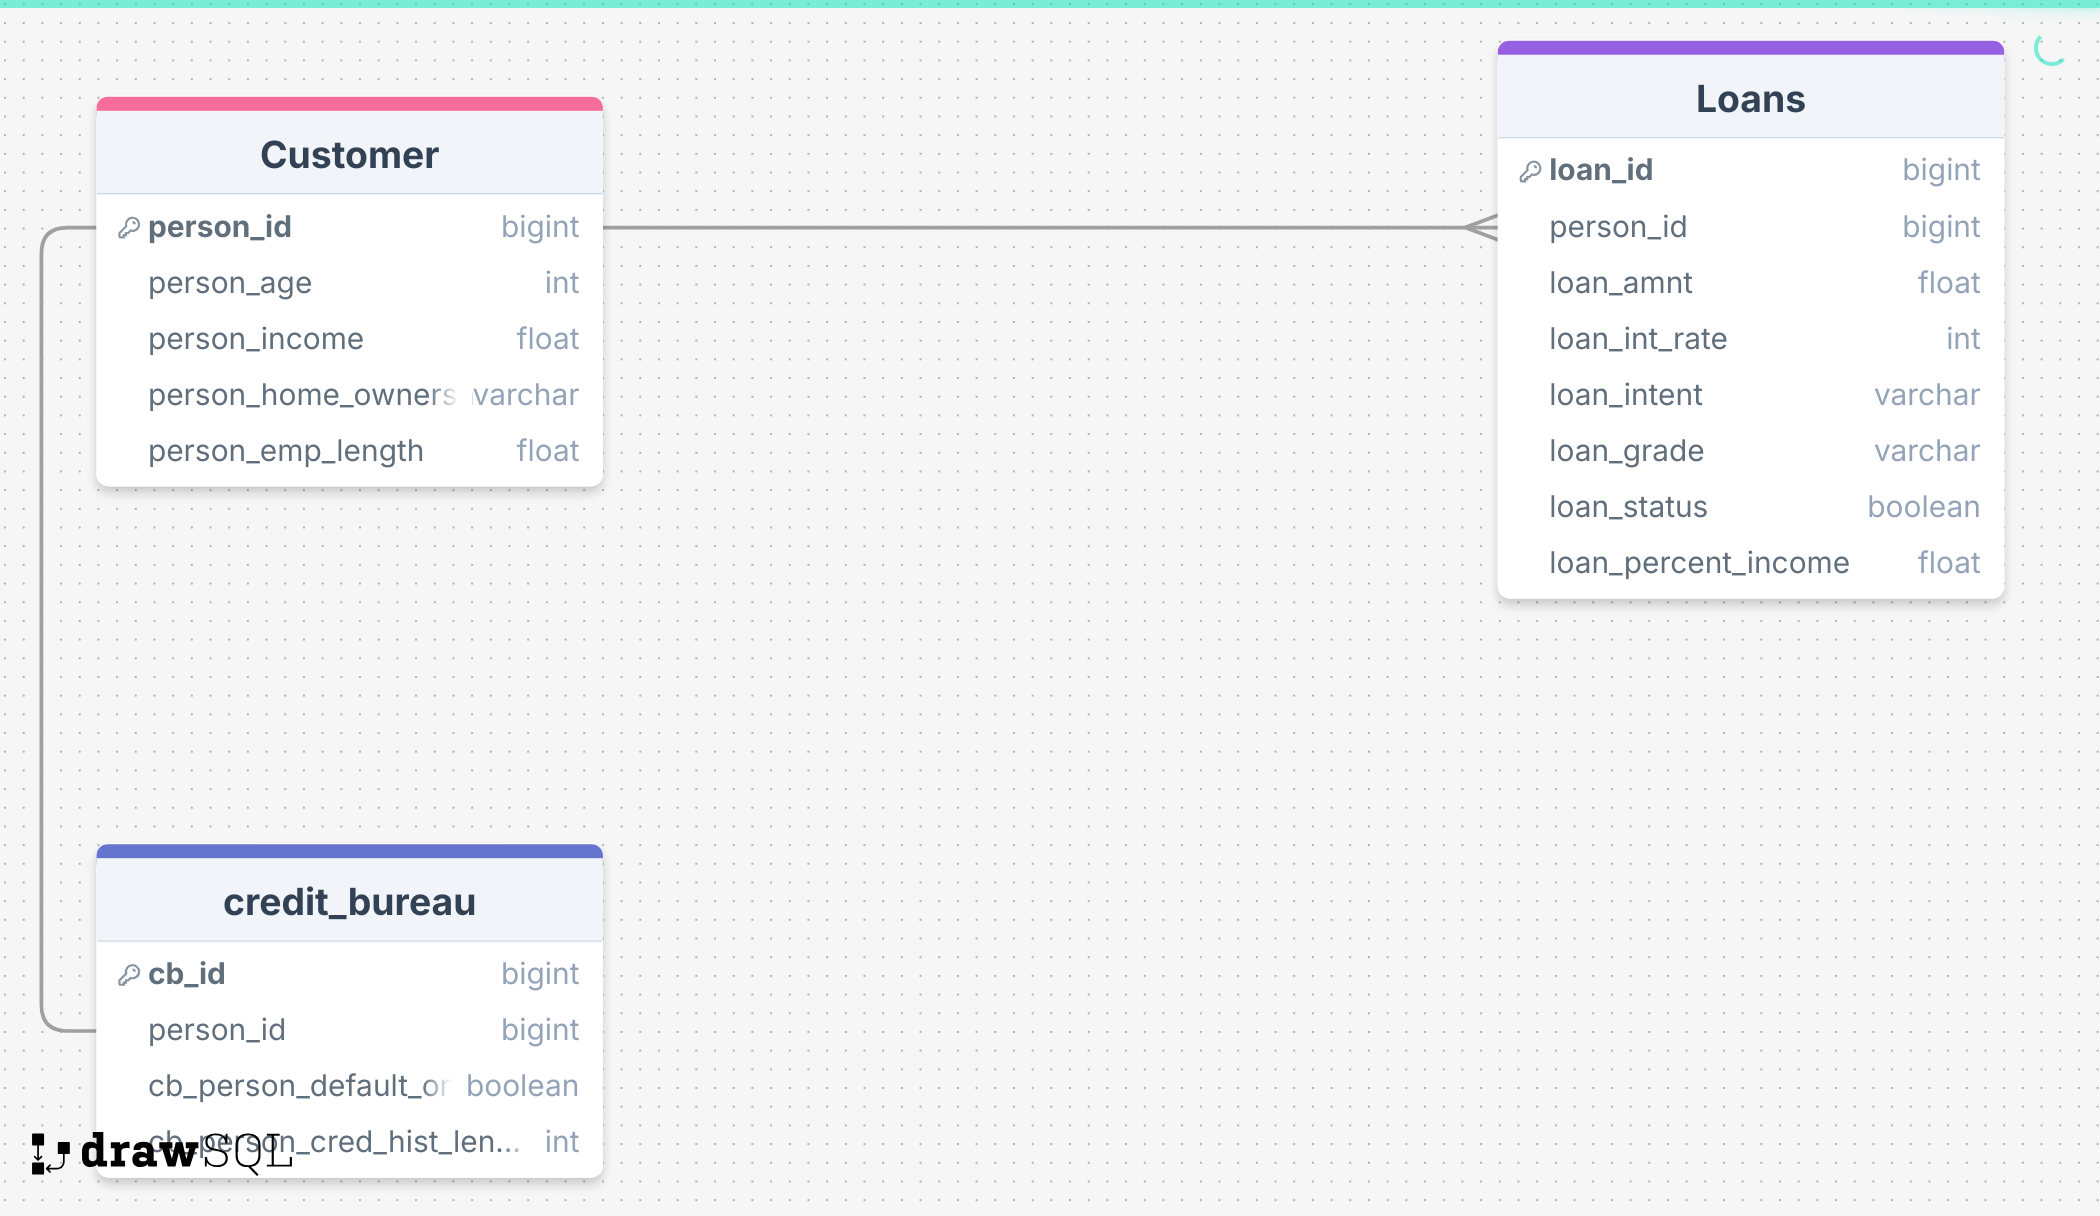 Customer
person_id bigint
person_age int
person_income float
person_home_owners varchar
person_emp_length float
Loans
loan_id bigint
person_id bigint
loan_amnt float
loan_int_rate int
loan_intent varchar
loan_grade varchar
loan_status boolean
loan_percent_income float
credit_bureau
cb_id bigint
person_id bigint
cb_person_default_or boolean
cb_person_cred_hist_len... int
drawSQL